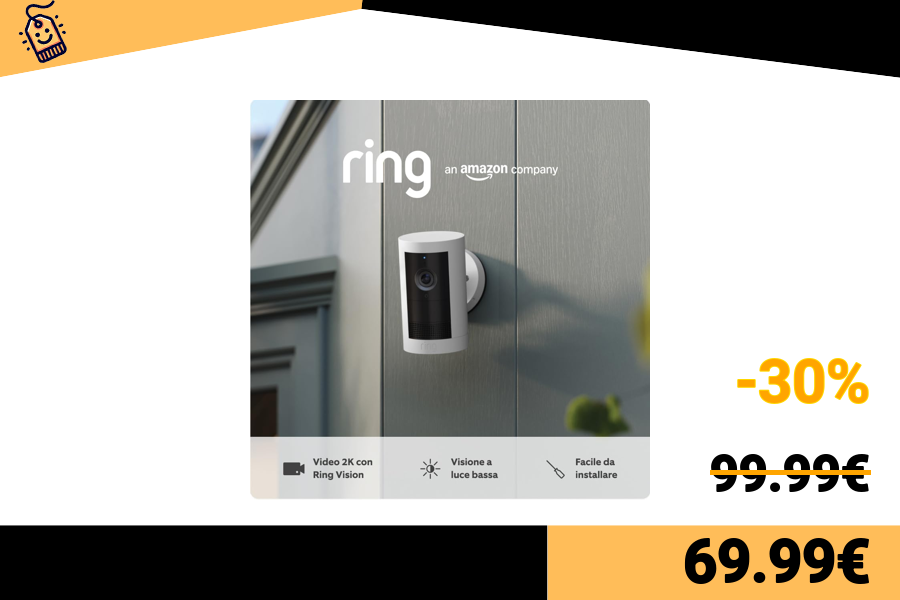 ring an amazon company
Video 2K con
Ring Vision
Visione a
luce bassa
Facile da
installare
-30%
99.99€
69.99€